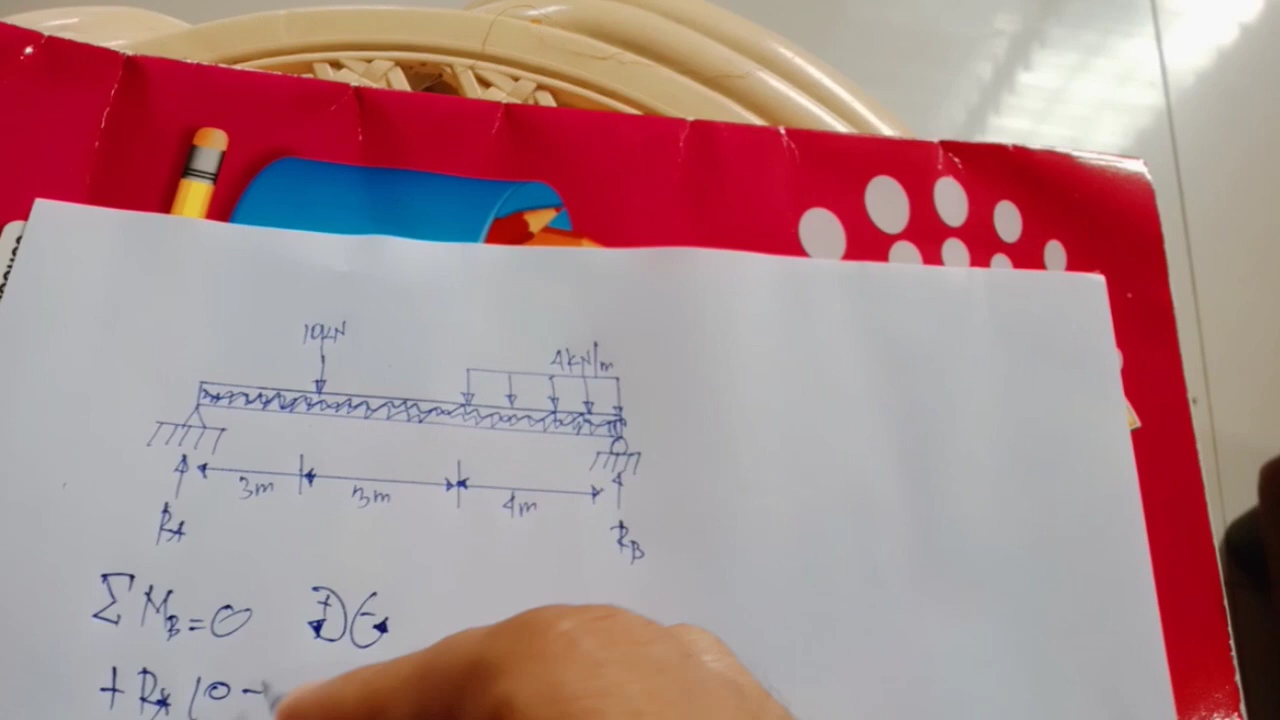 10kN
4kN/m
3m 3m 4m
RA
RB
ΣMB=0 + -
+ RA 10 -